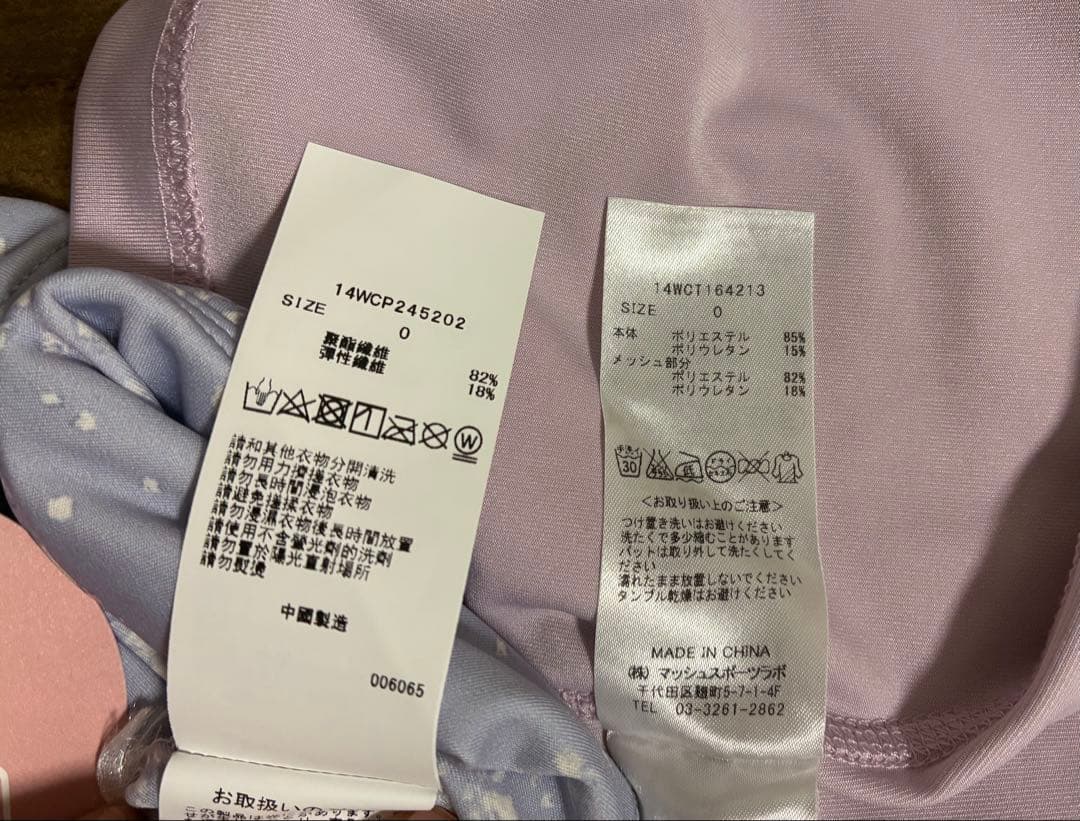 14WCP245202
SIZE 0
聚酯纖維 82%
彈性纖維 18%
W
請和其他衣物分開清洗
請勿用力擰搓衣物
請勿長時間浸泡衣物
請避免搓揉衣物
請勿浸濕衣物後長時間放置
請使用不含螢光劑的洗劑
請勿置於曝光直射場所
請勿熨燙
中國製造
006065
お取扱い
14WCT164213
SIZE 0
本体 ポリエステル 85%
ポリウレタン 15%
メッシュ部分
ポリエステル 82%
ポリウレタン 18%
手洗イ 30 低
<お取り扱い上のご注意>
つけ置き洗いはお避けください
洗たくで多少縮むことがあります
パットは取り外して洗たくしてく
ださい
濡れたまま放置しないでください
タンブル乾燥はお避けください
MADE IN CHINA
(株) マッシュスポーツラボ
千代田区麹町5-7-1-4F
TEL 03-3261-2862